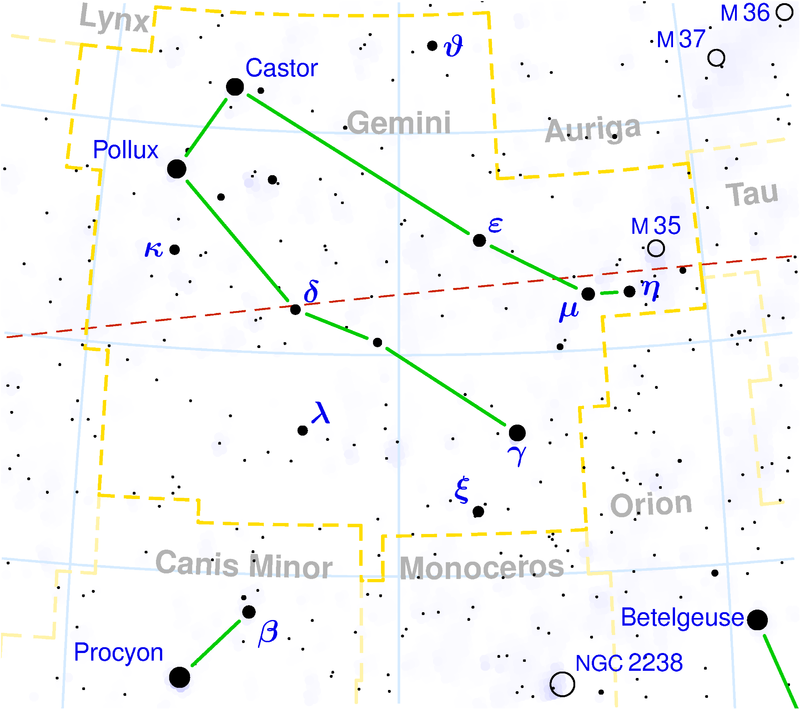 Lynx
M 36
M 37
ϑ
Castor
Gemini
Auriga
Pollux
Tau
κ
ε
M 35
δ
μ
η
λ
γ
ξ
Orion
Canis Minor
Monoceros
β
Betelgeuse
Procyon
NGC 2238